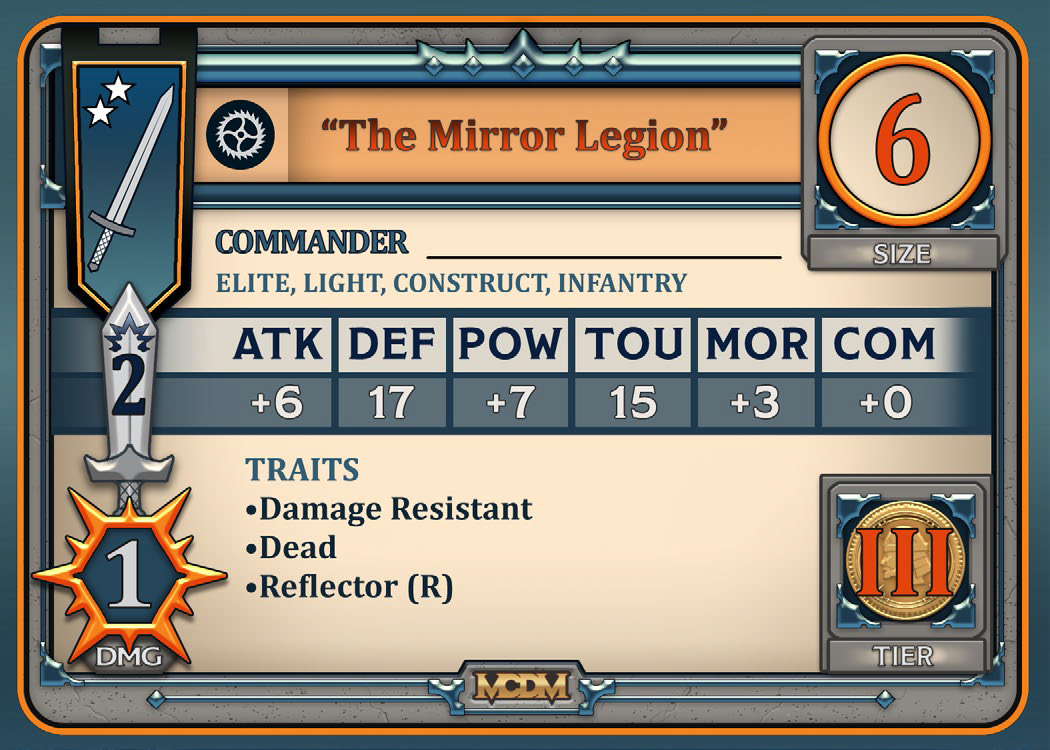 “The Mirror Legion”
6
SIZE
COMMANDER
ELITE, LIGHT, CONSTRUCT, INFANTRY
ATK DEF POW TOU MOR COM
2
+6 17 +7 15 +3 +0
TRAITS
•Damage Resistant
•Dead
•Reflector (R)
1
DMG
III
TIER
MCDM